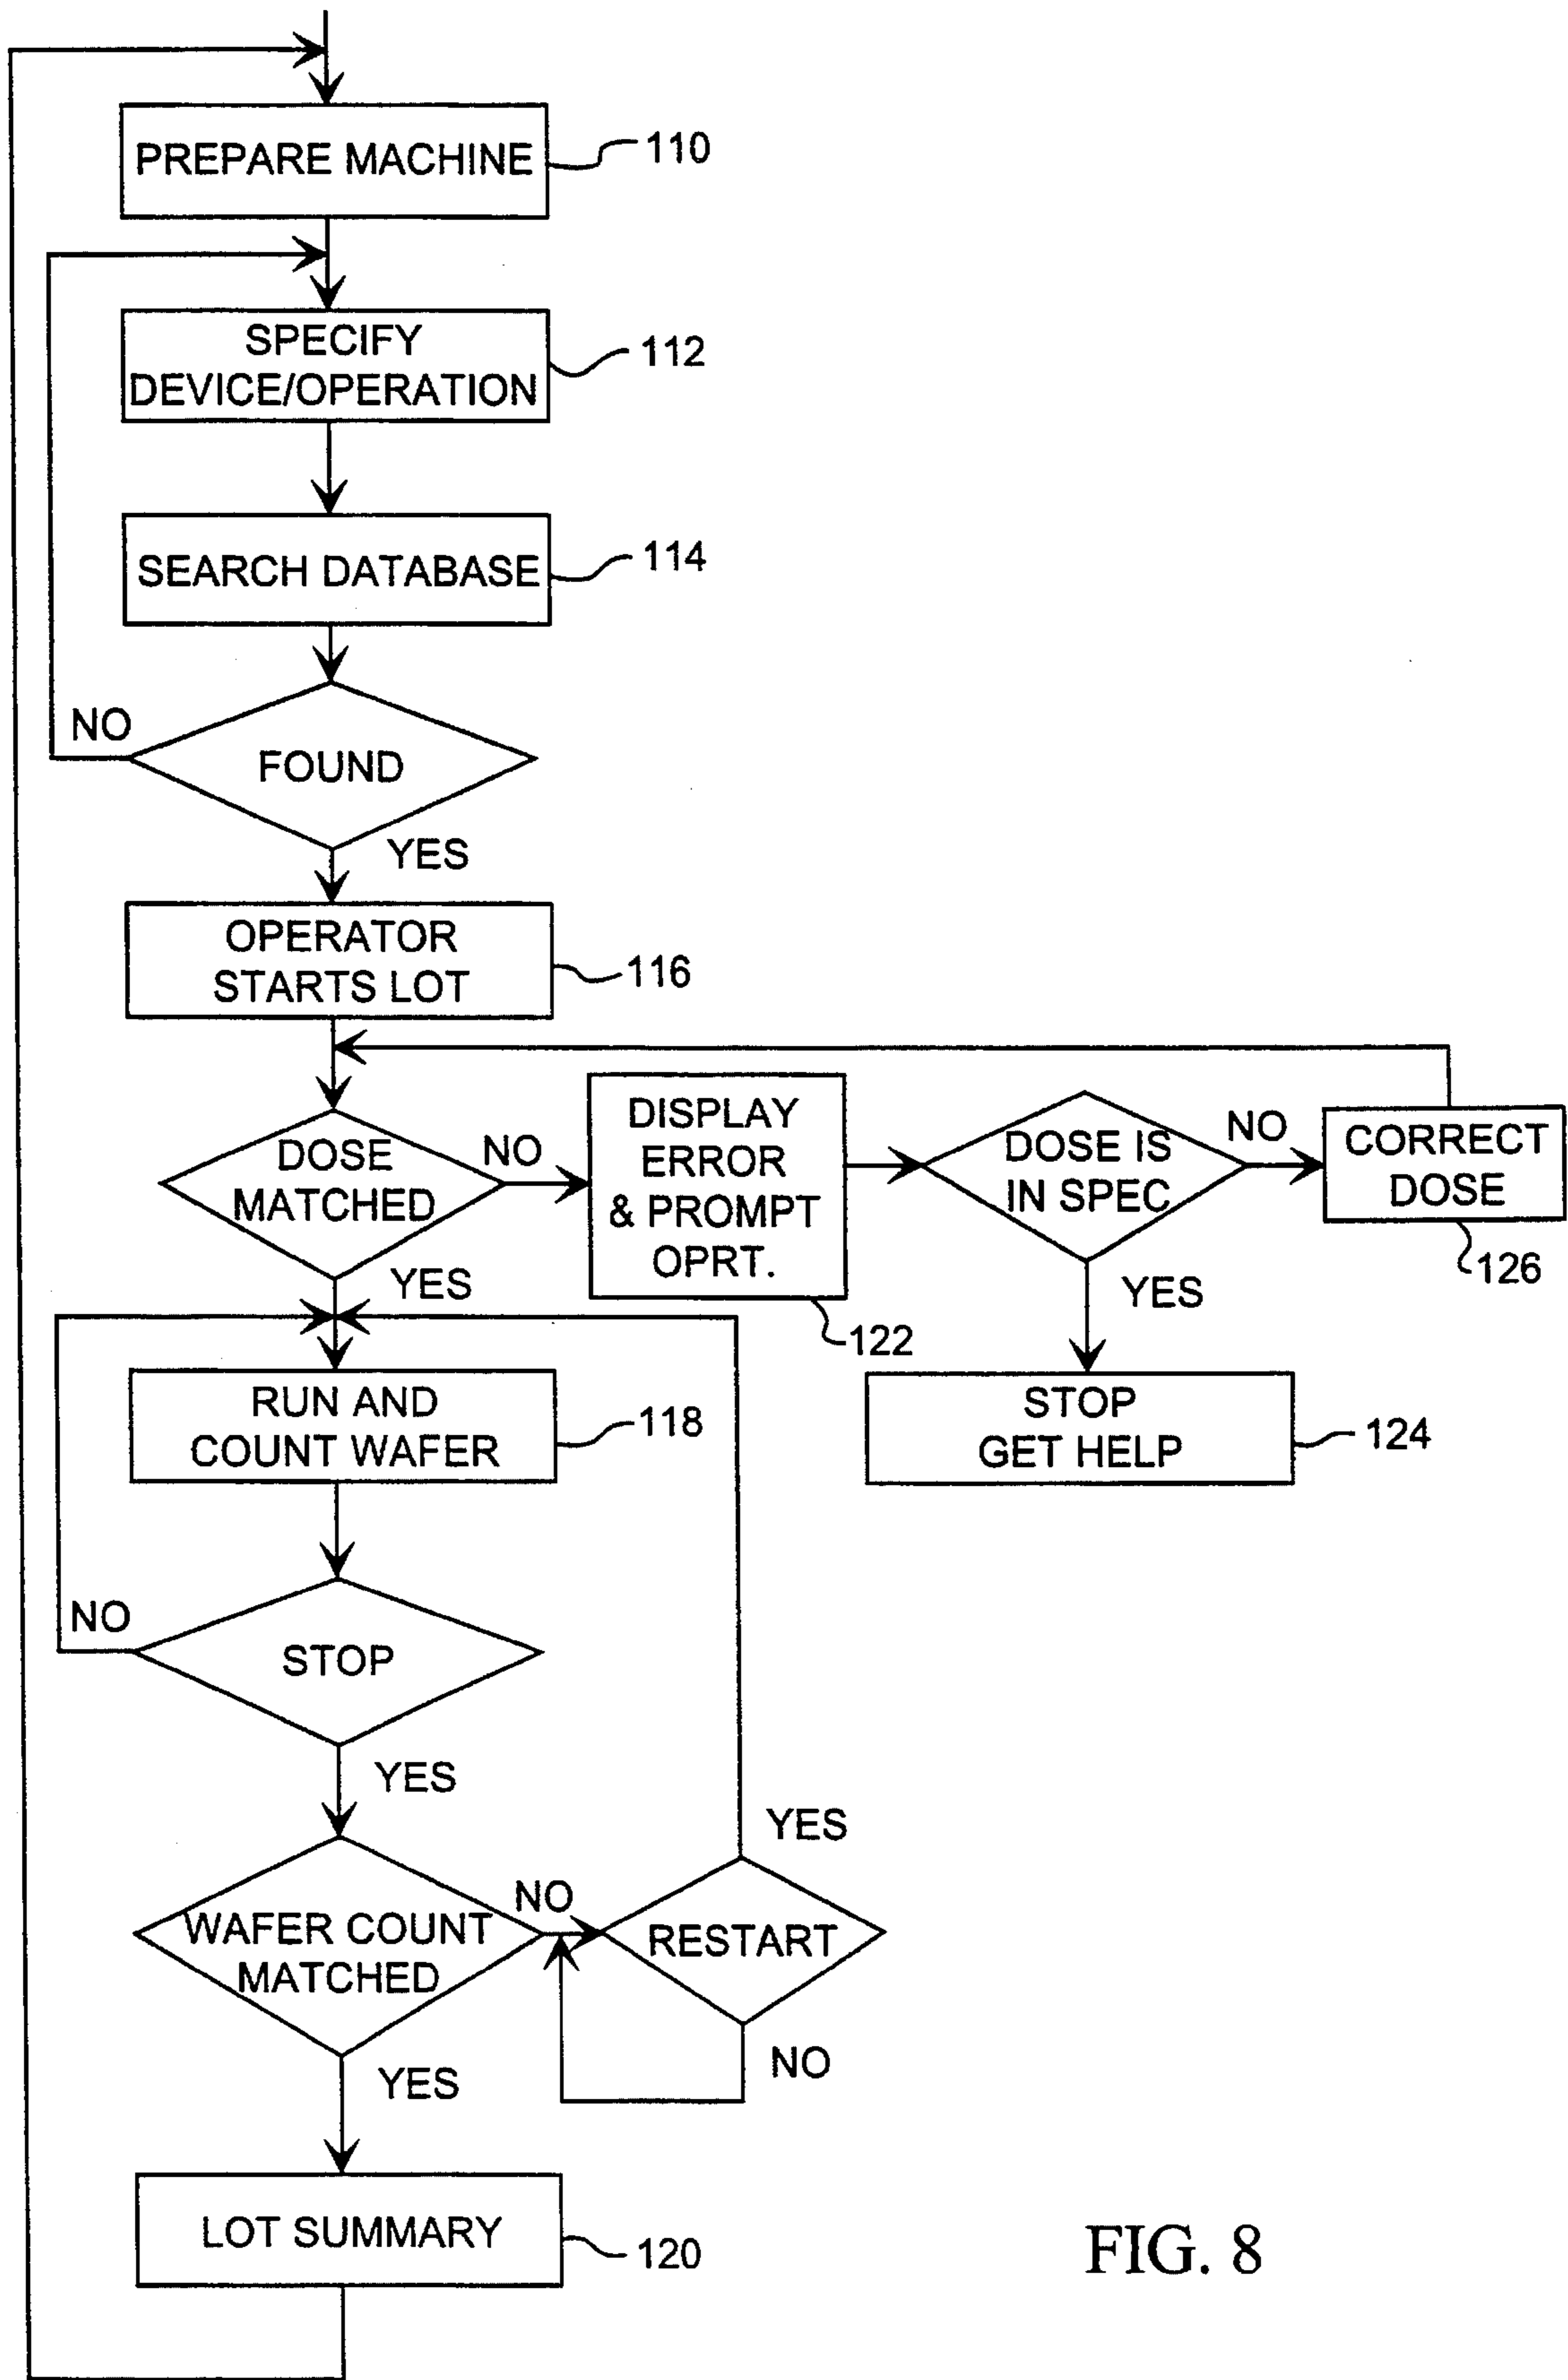 PREPARE MACHINE
110
SPECIFY
DEVICE/OPERATION
112
SEARCH DATABASE
114
NO
FOUND
YES
OPERATOR
STARTS LOT
116
DOSE
MATCHED
NO
DISPLAY
ERROR
& PROMPT
OPRT.
122
DOSE IS
IN SPEC
NO
CORRECT
DOSE
126
YES
STOP
GET HELP
124
YES
RUN AND
COUNT WAFER
118
NO
STOP
YES
WAFER COUNT
MATCHED
NO
YES
RESTART
NO
YES
LOT SUMMARY
120
FIG. 8